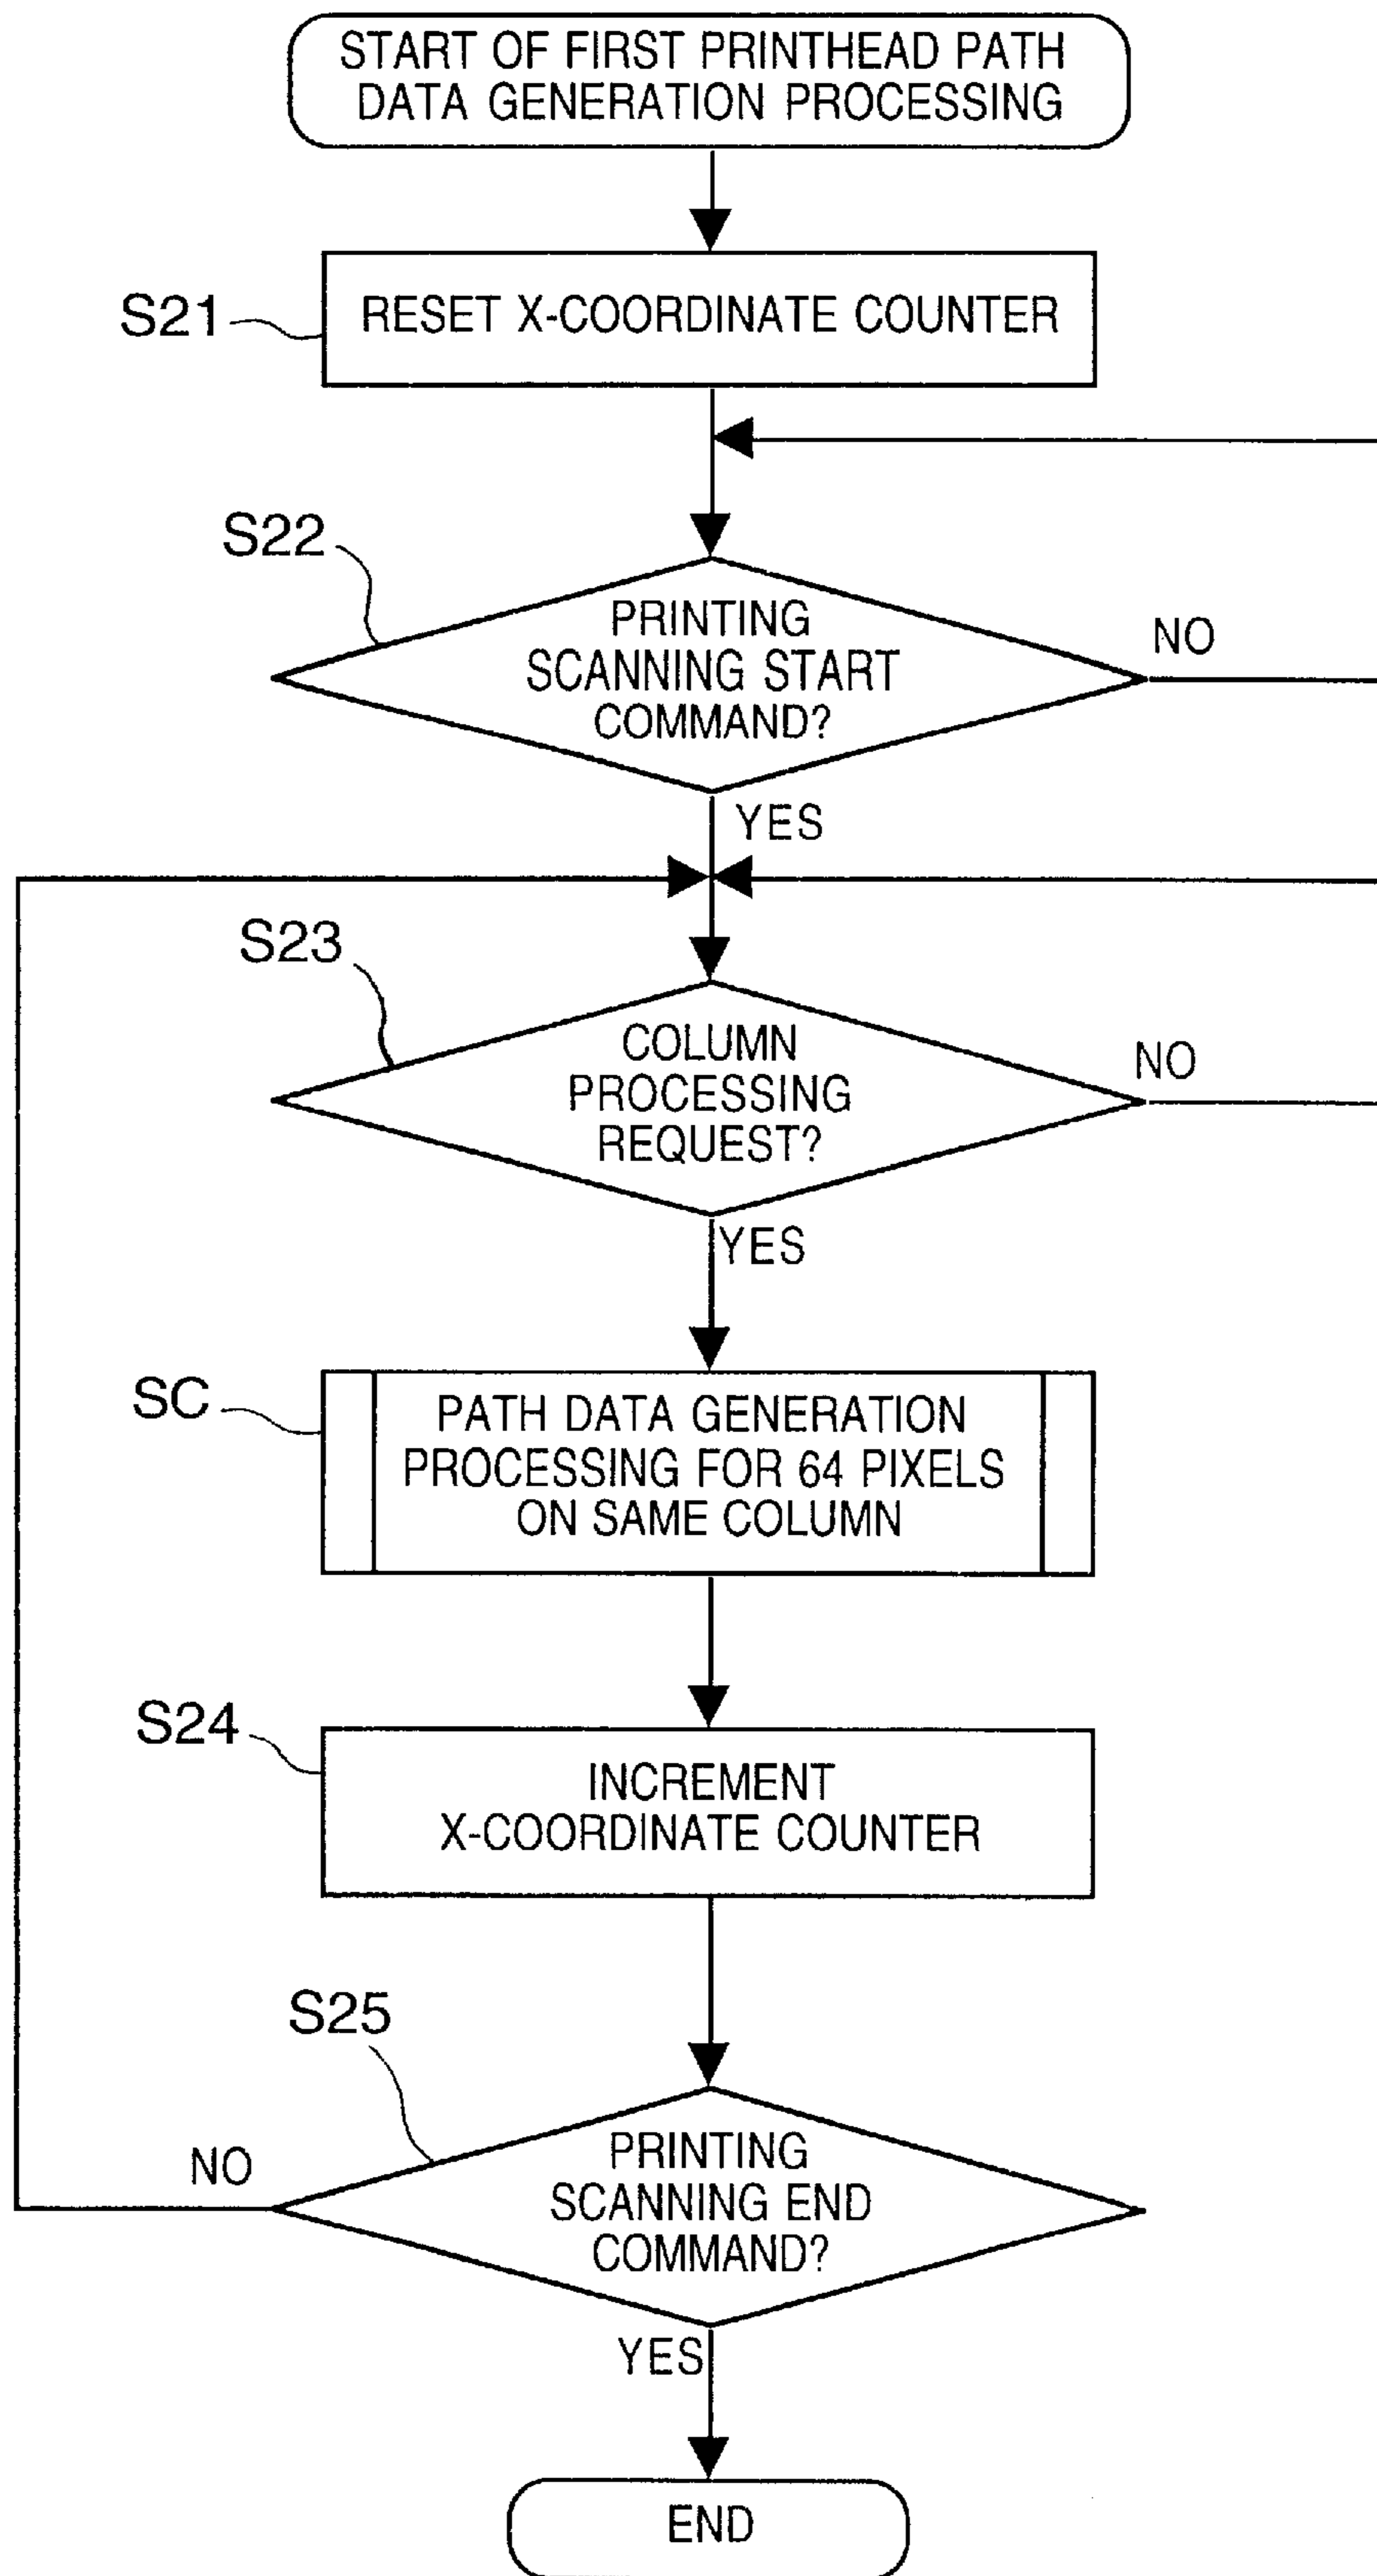 START OF FIRST PRINTHEAD PATH
DATA GENERATION PROCESSING
S21
RESET X-COORDINATE COUNTER
S22
PRINTING
SCANNING START
COMMAND?
NO
YES
S23
COLUMN
PROCESSING
REQUEST?
NO
YES
SC
PATH DATA GENERATION
PROCESSING FOR 64 PIXELS
ON SAME COLUMN
S24
INCREMENT
X-COORDINATE COUNTER
S25
PRINTING
SCANNING END
COMMAND?
NO
YES
END